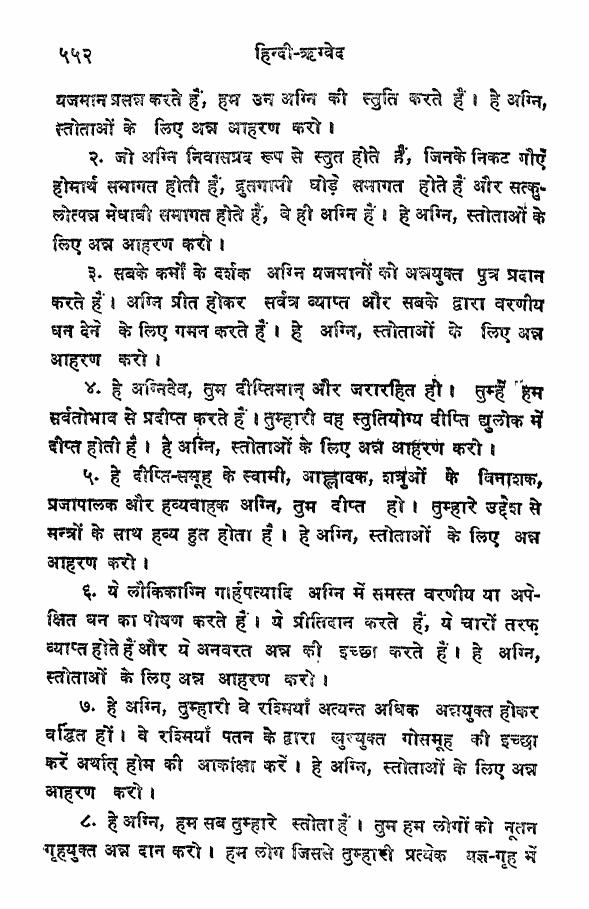 ५५२ हिन्दी-ऋग्वेद
यजमान प्रसन्न करते हैं, हम उन अग्नि की स्तुति करते हैं। हे अग्नि,
स्तोताओं के लिए अन्न आहरण करो।
२. जो अग्नि निवासप्रद रूप से स्तुत होते हैं, जिनके निकट गौएँ
होमार्थ समागत होती हैं, द्रुतगामी घोड़े समागत होते हैं और सत्कु-
लोत्पन्न मेधावी समागत होते हैं, वे ही अग्नि हैं। हे अग्नि, स्तोताओं के
लिए अन्न आहरण करो।
३. सबके कर्मों के दर्शक अग्नि यजमानों को अन्नयुक्त पुत्र प्रदान
करते हैं। अग्नि प्रीत होकर सर्वत्र व्याप्त और सबके द्वारा वरणीय
धन देने के लिए गमन करते हैं। हे अग्नि, स्तोताओं के लिए अन्न
आहरण करो।
४. हे अग्निदेव, तुम दीप्तिमान् और जरारहित हो। तुम्हें हम
सर्वतोभाव से प्रदीप्त करते हैं। तुम्हारी वह स्तुतियोग्य दीप्ति द्युलोक में
दीप्त होती है। हे अग्नि, स्तोताओं के लिए अन्न आहरण करो।
५. हे दीप्ति-समूह के स्वामी, आह्लादक, शत्रुओं के विनाशक,
प्रजापालक और हव्यवाहक अग्नि, तुम दीप्त हो। तुम्हारे उद्देश से
मन्त्रों के साथ हव्य हुत होता है। हे अग्नि, स्तोताओं के लिए अन्न
आहरण करो।
६. ये लौकिकाग्नि गार्हपत्यादि अग्नि में समस्त वरणीय या अपे-
क्षित धन का पोषण करते हैं। ये प्रीतिदान करते हैं, ये चारों तरफ़
व्याप्त होते हैं और ये अनवरत अन्न की इच्छा करते हैं। हे अग्नि,
स्तोताओं के लिए अन्न आहरण करो।
७. हे अग्नि, तुम्हारी वे रश्मियाँ अत्यन्त अधिक अन्नयुक्त होकर
वर्द्धित हों। वे रश्मियाँ पतन के द्वारा खुरयुक्त गोसमूह की इच्छा
करें अर्थात् होम की आकांक्षा करें। हे अग्नि, स्तोताओं के लिए अन्न
आहरण करो।
८. हे अग्नि, हम सब तुम्हारे स्तोता हैं। तुम हम लोगों को नूतन
गृहयुक्त अन्न दान करो। हम लोग जिससे तुम्हारी प्रत्येक यज्ञ-गृह में